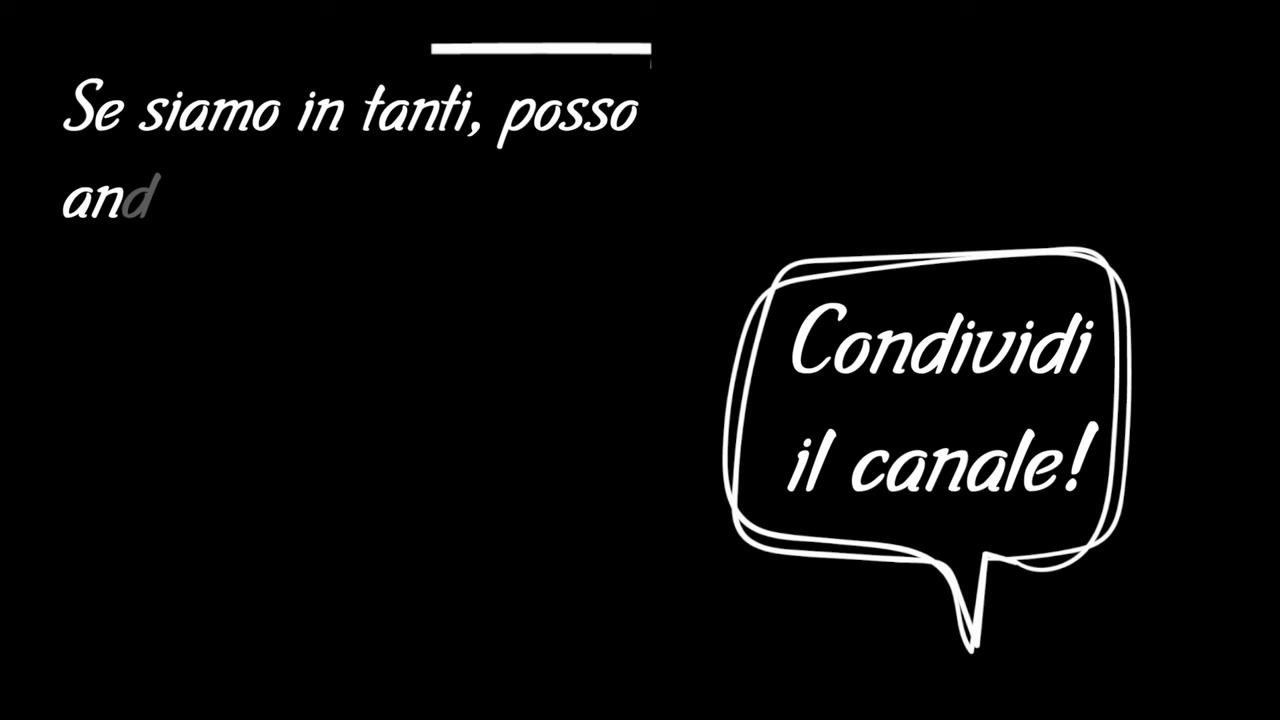 Se siamo in tanti, posso
and
Condividi
il canale!